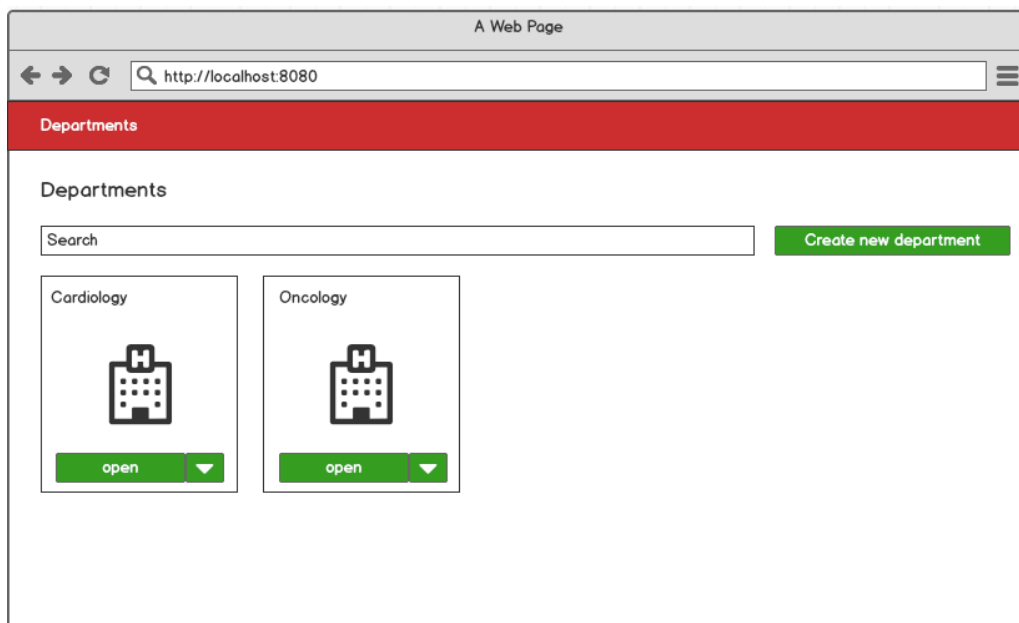 A Web Page
http://localhost:8080
Departments
Departments
Search
Create new department
Cardiology
Oncology
H
H
open
open